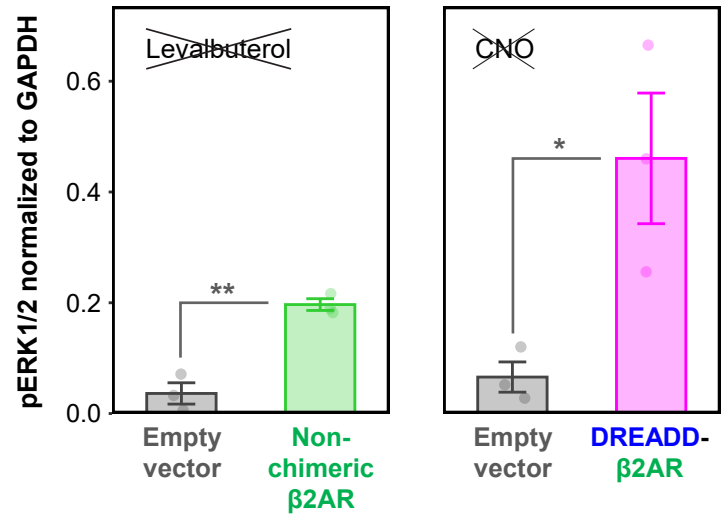 pERK1/2 normalized to GAPDH
0.6
0.4
0.2
0.0
Levalbuterol
**
Empty
vector
Non-
chimeric
β2AR
CNO
*
Empty
vector
DREADD-
β2AR